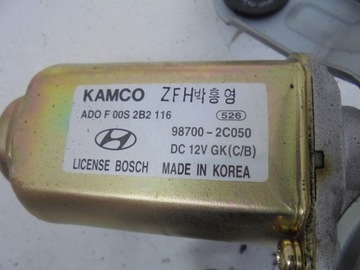 KAMCO ZFH박흥영
ADO F 00S 2B2 116 526
98700-2C050
DC 12V GK(C/B)
LICENSE BOSCH MADE IN KOREA